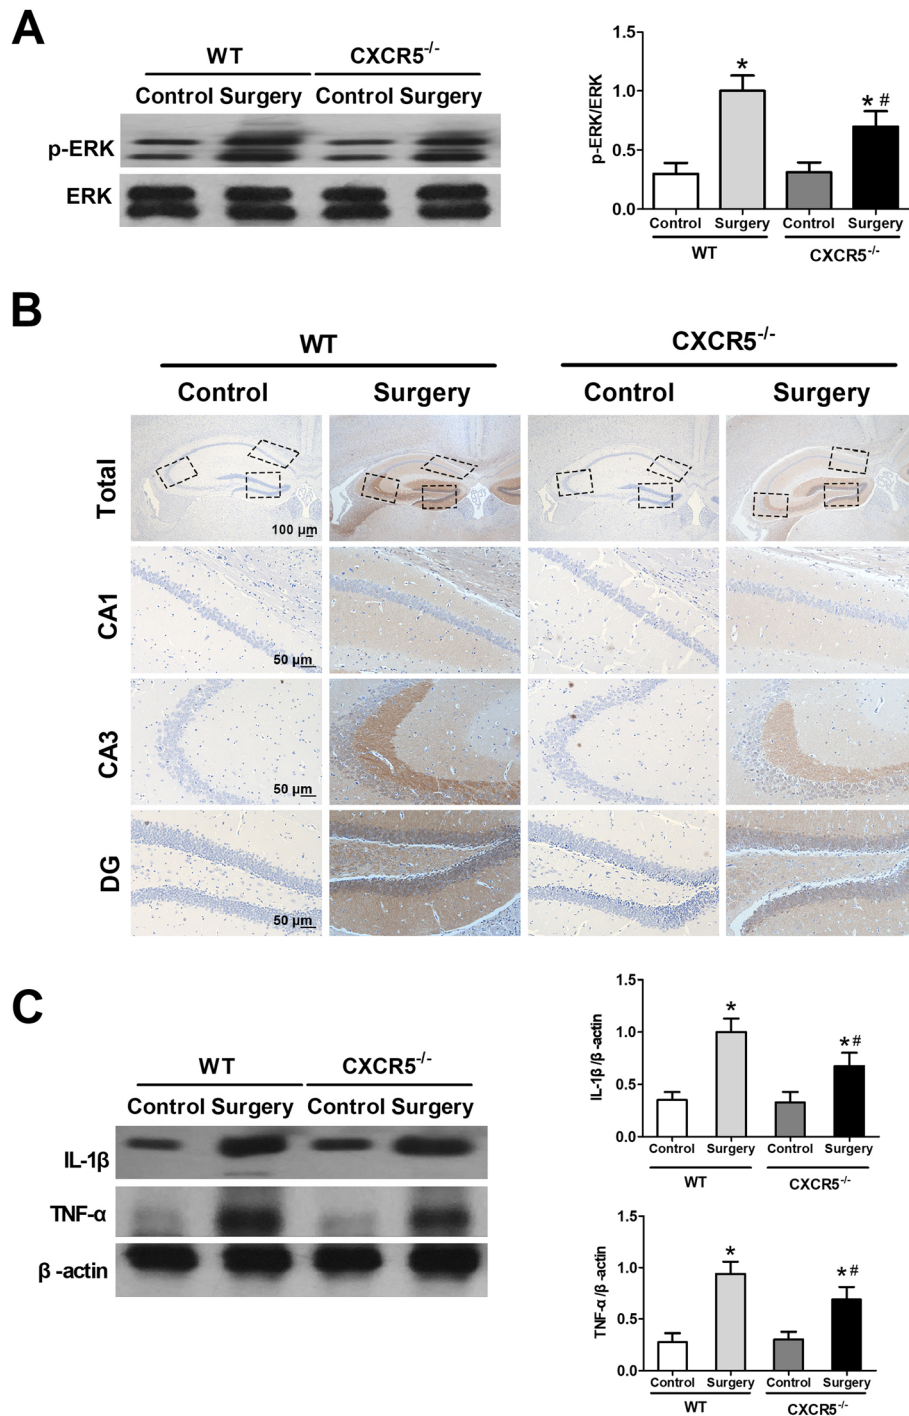 A
WT CXCR5-/-
Control Surgery Control Surgery
p-ERK
ERK
1.5
*
1.0
* #
p-ERK/ERK
0.5
0.0
Control Surgery Control Surgery
WT CXCR5-/-
B
WT CXCR5-/-
Control Surgery Control Surgery
Total
100 μm
CA1
50 μm
CA3
50 μm
DG
50 μm
C
WT CXCR5-/-
Control Surgery Control Surgery
IL-1β
TNF-α
β -actin
1.5
*
1.0
*#
IL-1β/β -actin
0.5
0.0
Control Surgery Control Surgery
WT CXCR5-/-
1.5
*
1.0
*#
TNF-α/β -actin
0.5
0.0
Control Surgery Control Surgery
WT CXCR5-/-